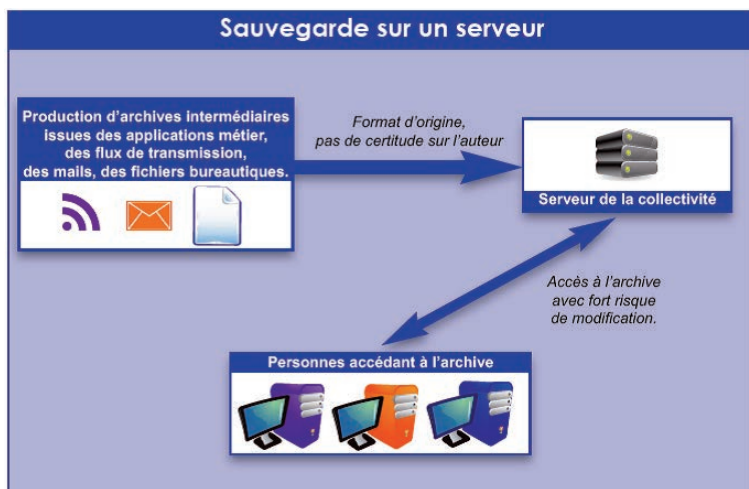 Sauvegarde sur un serveur
Production d'archives intermédiaires
issues des applications métier,
des flux de transmission,
des mails, des fichiers bureautiques.
Format d'origine,
pas de certitude sur l'auteur
Serveur de la collectivité
Accès à l'archive
avec fort risque
de modification.
Personnes accédant à l'archive